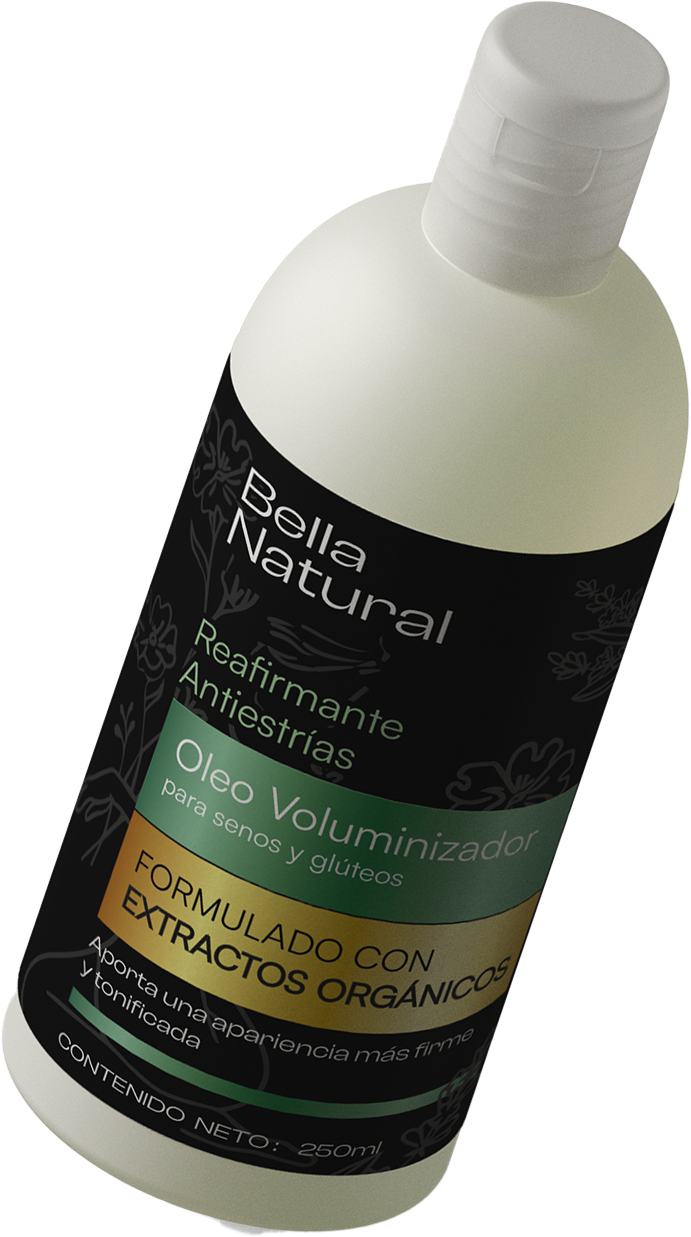 Bella
Natural
Reafirmante
Antiestrías
Oleo Voluminizador
para senos y glúteos
FORMULADO CON
EXTRACTOS ORGÁNICOS
Aporta una apariencia más firme
y tonificada
CONTENIDO NETO: 250ml